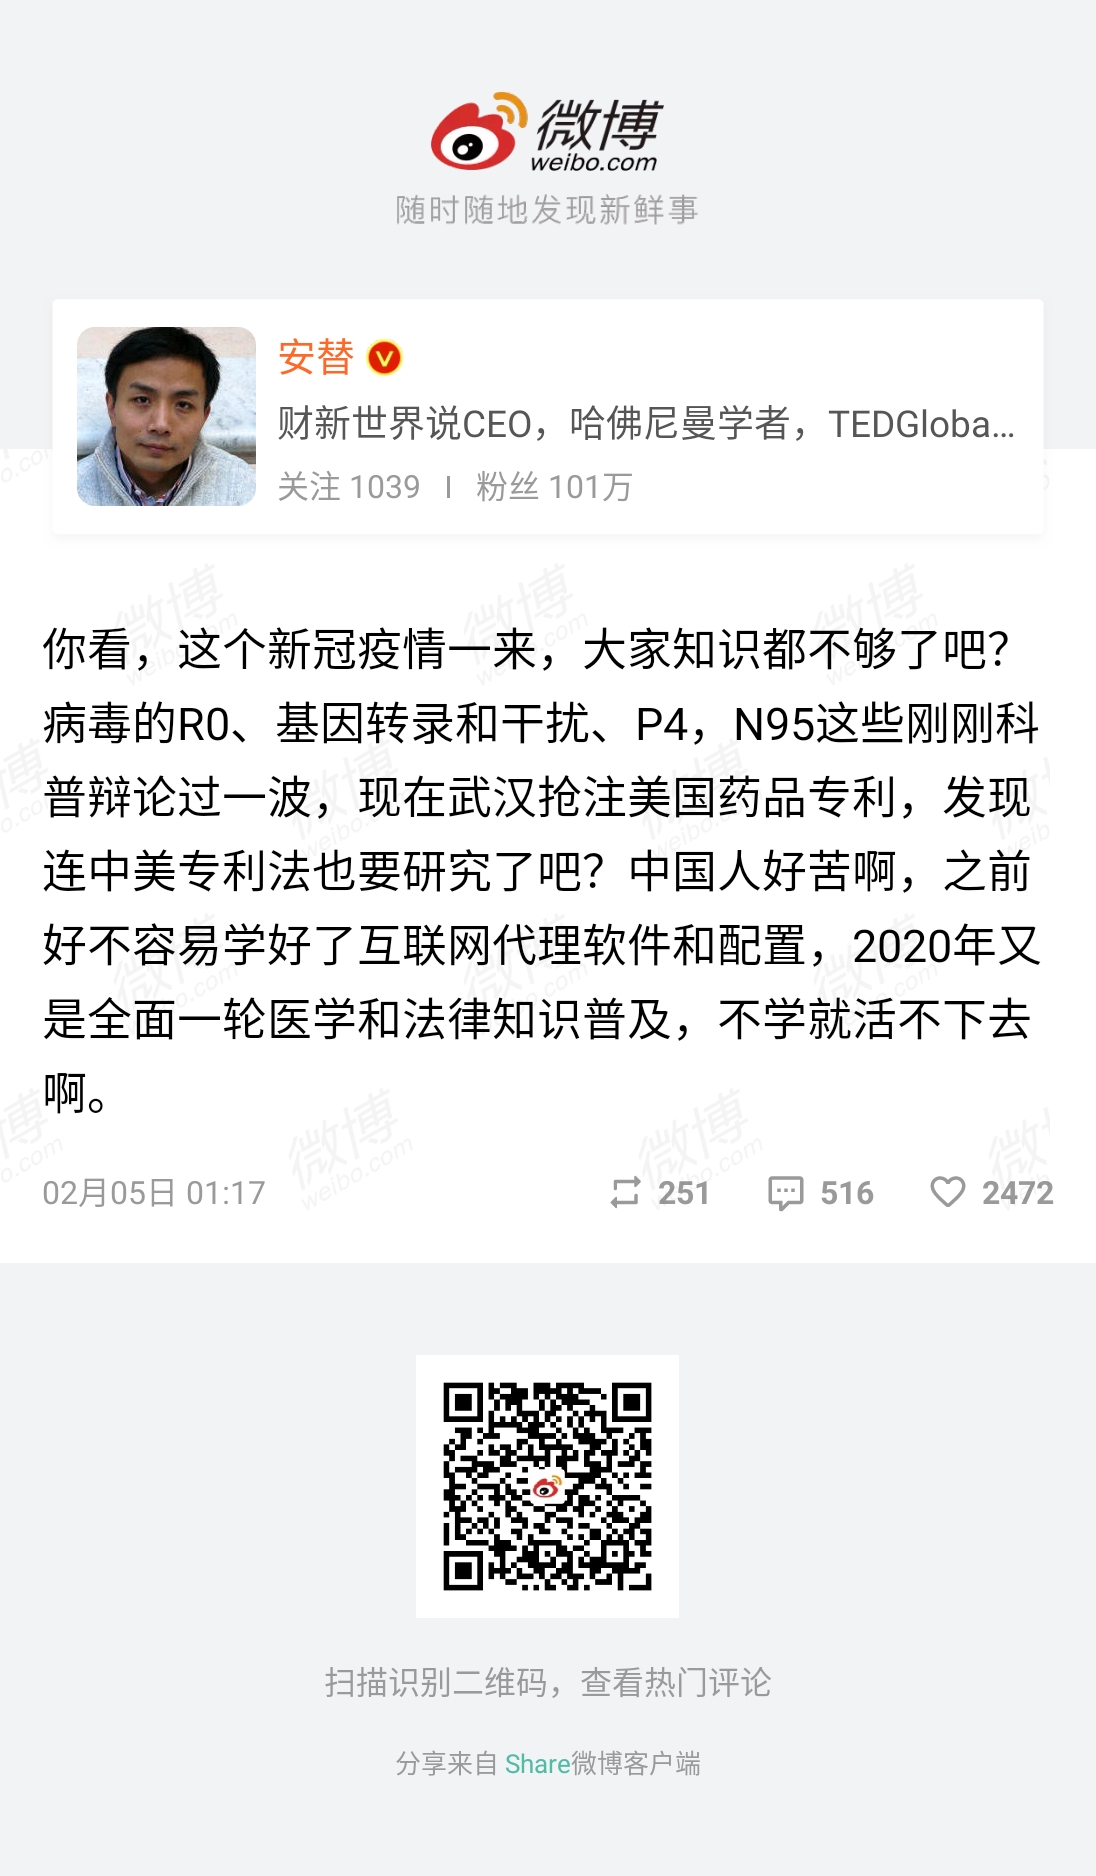 微博
weibo.com
随时随地发现新鲜事
安替
财新世界说CEO，哈佛尼曼学者，TEDGloba...
关注 1039 | 粉丝 101万
你看，这个新冠疫情一来，大家知识都不够了吧？
病毒的R0、基因转录和干扰、P4，N95这些刚刚科
普辩论过一波，现在武汉抢注美国药品专利，发现
连中美专利法也要研究了吧？中国人好苦啊，之前
好不容易学好了互联网代理软件和配置，2020年又
是全面一轮医学和法律知识普及，不学就活不下去
啊。
02月05日 01:17 251 516 2472
扫描识别二维码，查看热门评论
分享来自 Share微博客户端